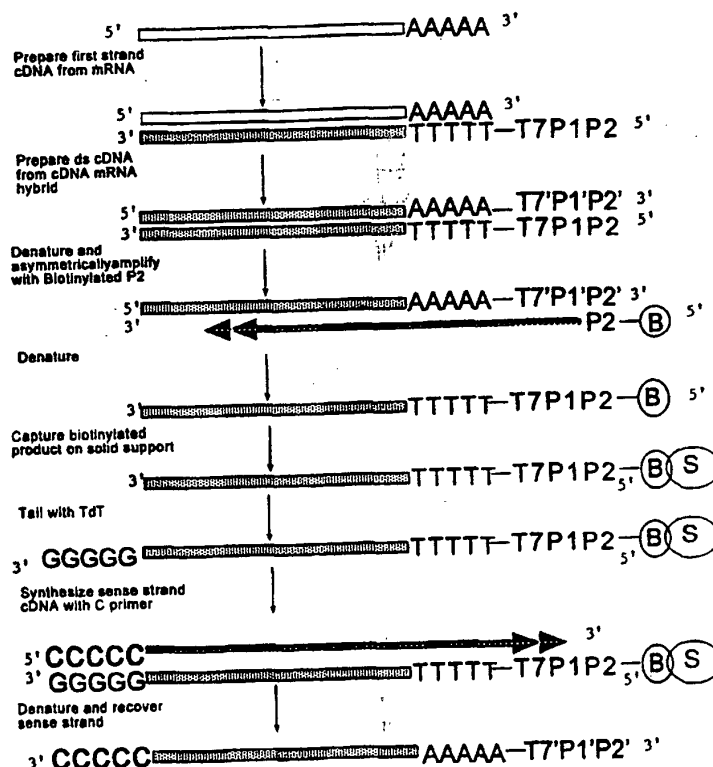 5' AAAAA 3'
Prepare first strand
cDNA from mRNA
5' AAAAA 3'
3' TTTTT—T7P1P2 5'
Prepare ds cDNA
from cDNA mRNA
hybrid
5' AAAAA—T7'P1'P2' 3'
3' TTTTT—T7P1P2 5'
Denature and
asymmetricallyamplify
with Biotinylated P2
5' AAAAA—T7'P1'P2' 3'
3' P2—B 5'
Denature
3' TTTTT—T7P1P2—B 5'
Capture biotinylated
product on solid support
3' TTTTT—T7P1P2—B S
5'
Tail with TdT
3' GGGGG TTTTT—T7P1P2—B S
5'
Synthesize sense strand
cDNA with C primer
5' CCCCC 3'
3' GGGGG TTTTT—T7P1P2—B S
5'
Denature and recover
sense strand
3' CCCCC AAAAA—T7'P1'P2' 3'